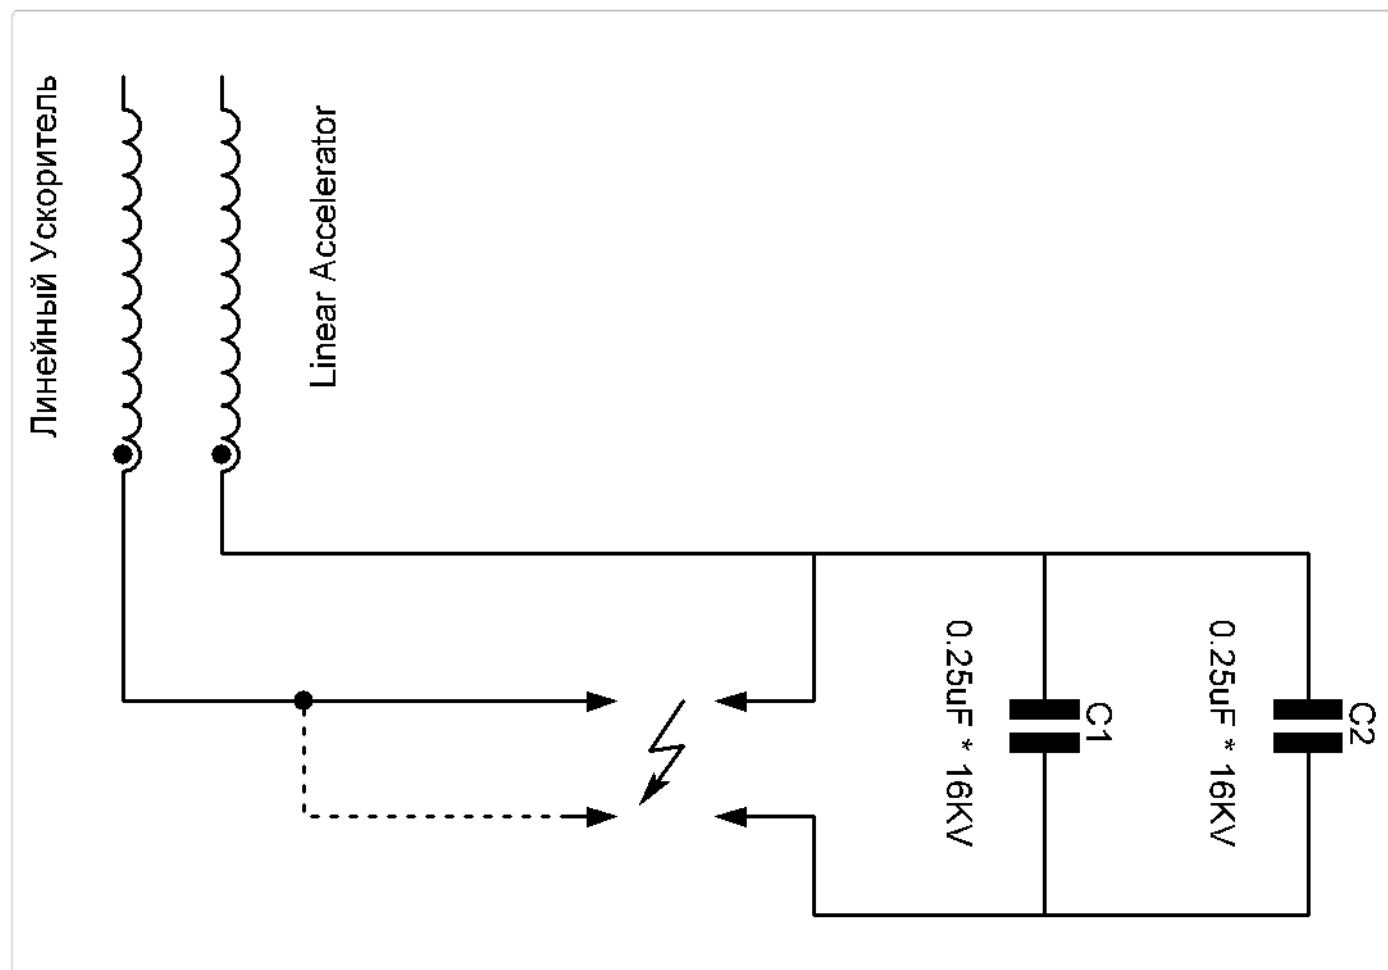 Линейный Ускоритель
Linear Accelerator
0.25uF * 16KV
C1
0.25uF * 16KV
C2